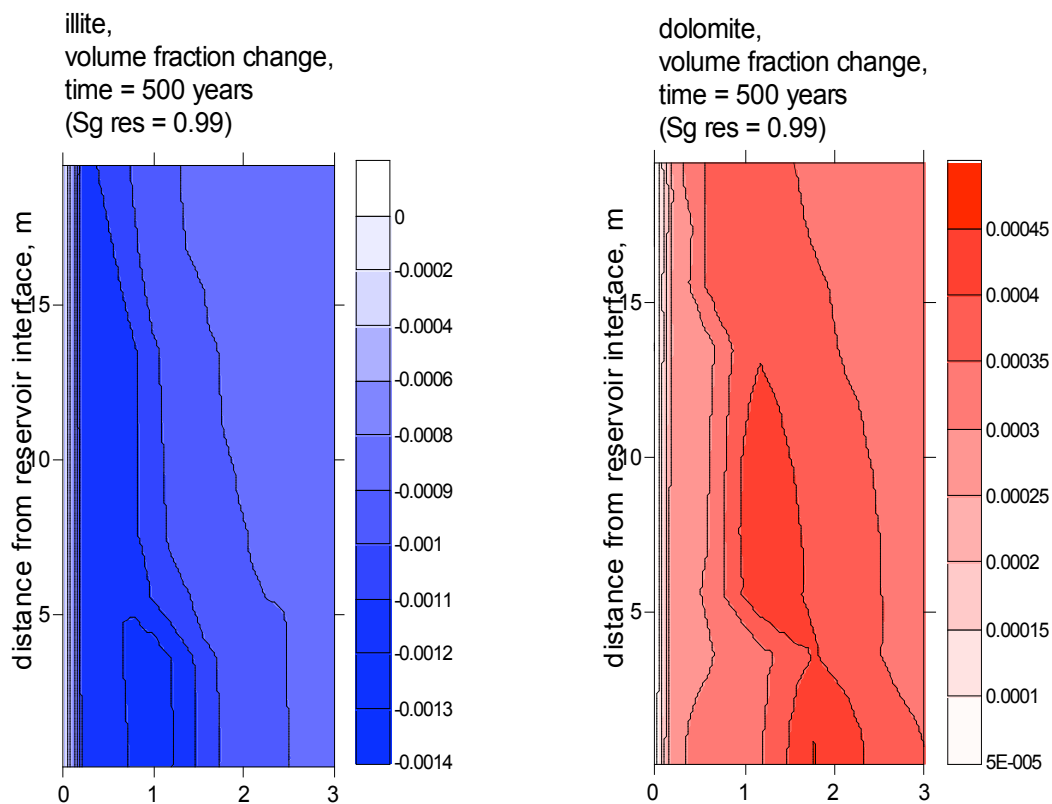 illite,
volume fraction change,
time = 500 years
(Sg res = 0.99)
distance from reservoir interface, m
15
10
5
0 1 2 3
0
-0.0002
-0.0004
-0.0006
-0.0008
-0.0009
-0.001
-0.0011
-0.0012
-0.0013
-0.0014
dolomite,
volume fraction change,
time = 500 years
(Sg res = 0.99)
distance from reservoir interface, m
15
10
5
0 1 2 3
0.00045
0.0004
0.00035
0.0003
0.00025
0.0002
0.00015
0.0001
5E-005